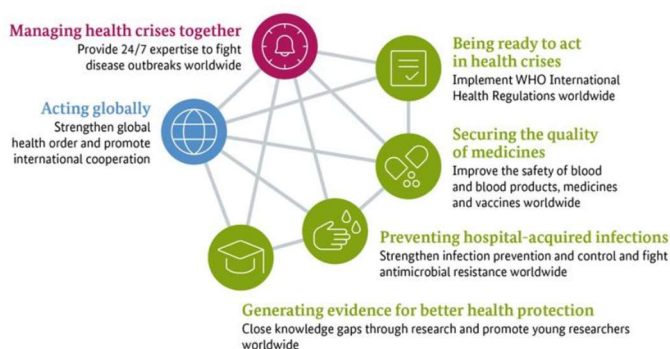 Managing health crises together
Provide 24/7 expertise to fight
disease outbreaks worldwide
Being ready to act
in health crises
Implement WHO International
Health Regulations worldwide
Acting globally
Strengthen global
health order and promote
international cooperation
Securing the quality
of medicines
Improve the safety of blood
and blood products, medicines
and vaccines worldwide
Preventing hospital-acquired infections
Strengthen infection prevention and control and fight
antimicrobial resistance worldwide
Generating evidence for better health protection
Close knowledge gaps through research and promote young researchers
worldwide